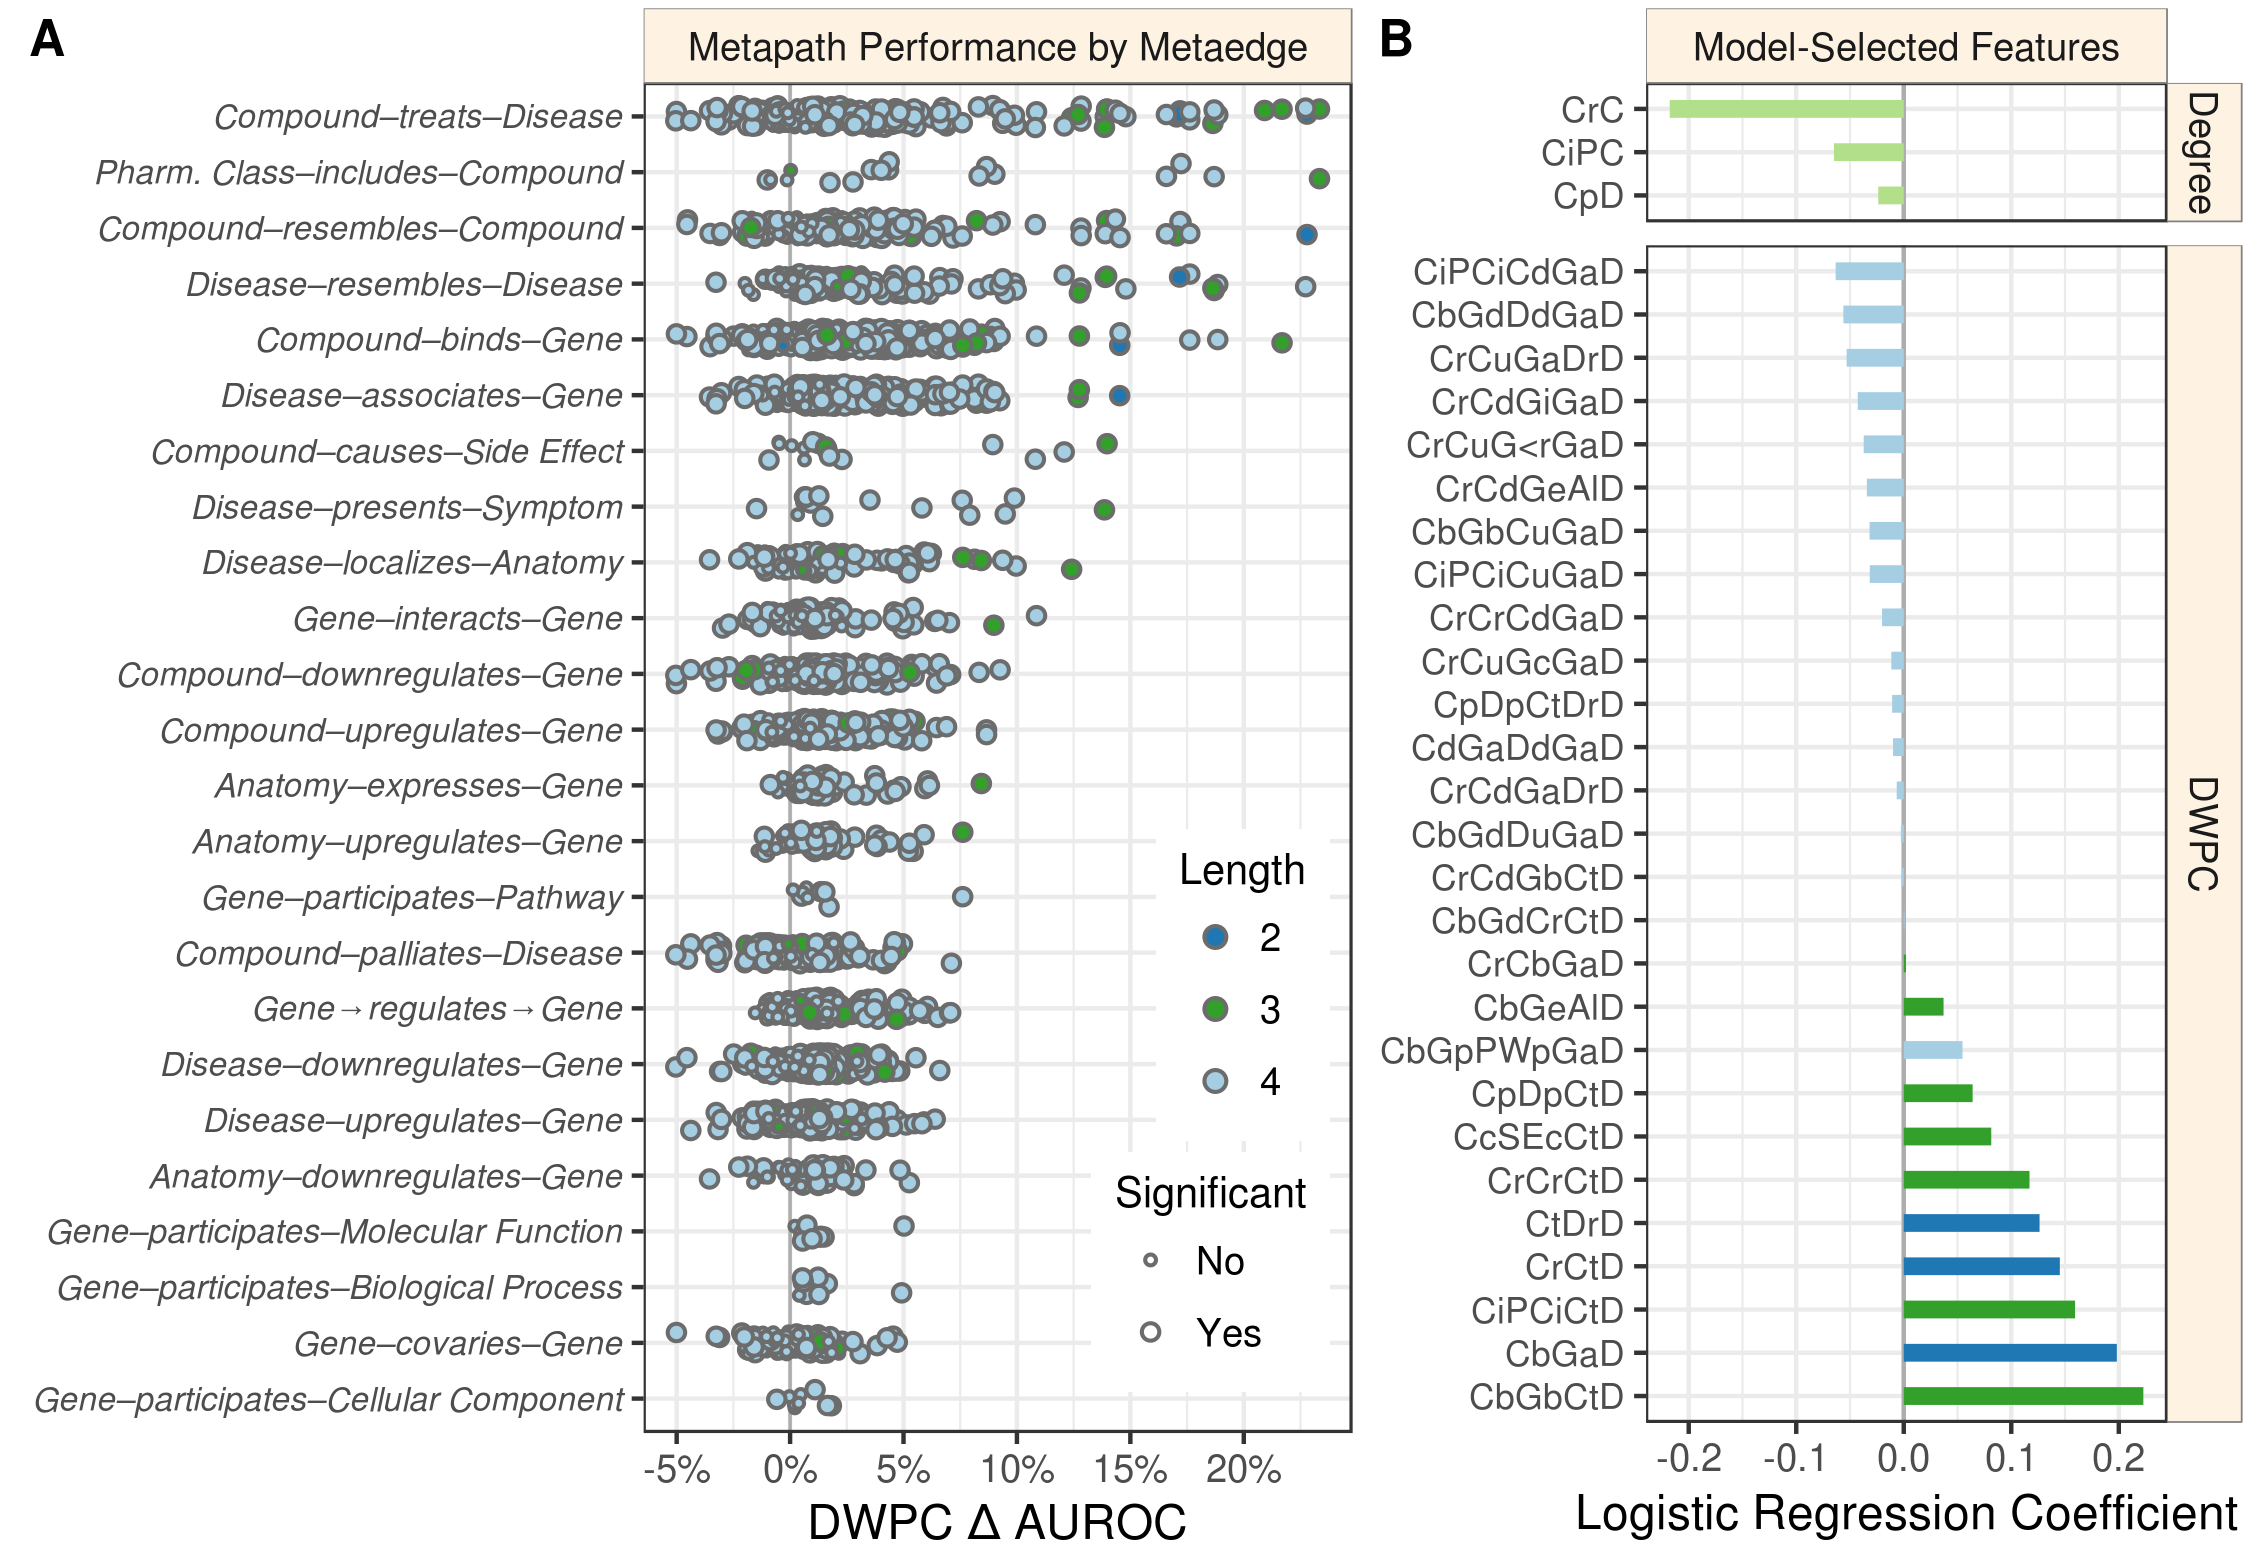 A
Metapath Performance by Metaedge
Compound–treats–Disease
Pharm. Class–includes–Compound
Compound–resembles–Compound
Disease–resembles–Disease
Compound–binds–Gene
Disease–associates–Gene
Compound–causes–Side Effect
Disease–presents–Symptom
Disease–localizes–Anatomy
Gene–interacts–Gene
Compound–downregulates–Gene
Compound–upregulates–Gene
Anatomy–expresses–Gene
Anatomy–upregulates–Gene
Gene–participates–Pathway
Compound–palliates–Disease
Gene→regulates→Gene
Disease–downregulates–Gene
Disease–upregulates–Gene
Anatomy–downregulates–Gene
Gene–participates–Molecular Function
Gene–participates–Biological Process
Gene–covaries–Gene
Gene–participates–Cellular Component
Length
2
3
4
Significant
No
Yes
-5% 0% 5% 10% 15% 20%
DWPC Δ AUROC
B
Model-Selected Features
CrC
CiPC
CpD
Degree
CiPCiCdGaD
CbGdDdGaD
CrCuGaDrD
CrCdGiGaD
CrCuG<rGaD
CrCdGeAlD
CbGbCuGaD
CiPCiCuGaD
CrCrCdGaD
CrCuGcGaD
CpDpCtDrD
CdGaDdGaD
CrCdGaDrD
CbGdDuGaD
CrCdGbCtD
CbGdCrCtD
CrCbGaD
CbGeAlD
CbGpPWpGaD
CpDpCtD
CcSEcCtD
CrCrCtD
CtDrD
CrCtD
CiPCiCtD
CbGaD
CbGbCtD
DWPC
-0.2 -0.1 0.0 0.1 0.2
Logistic Regression Coefficient